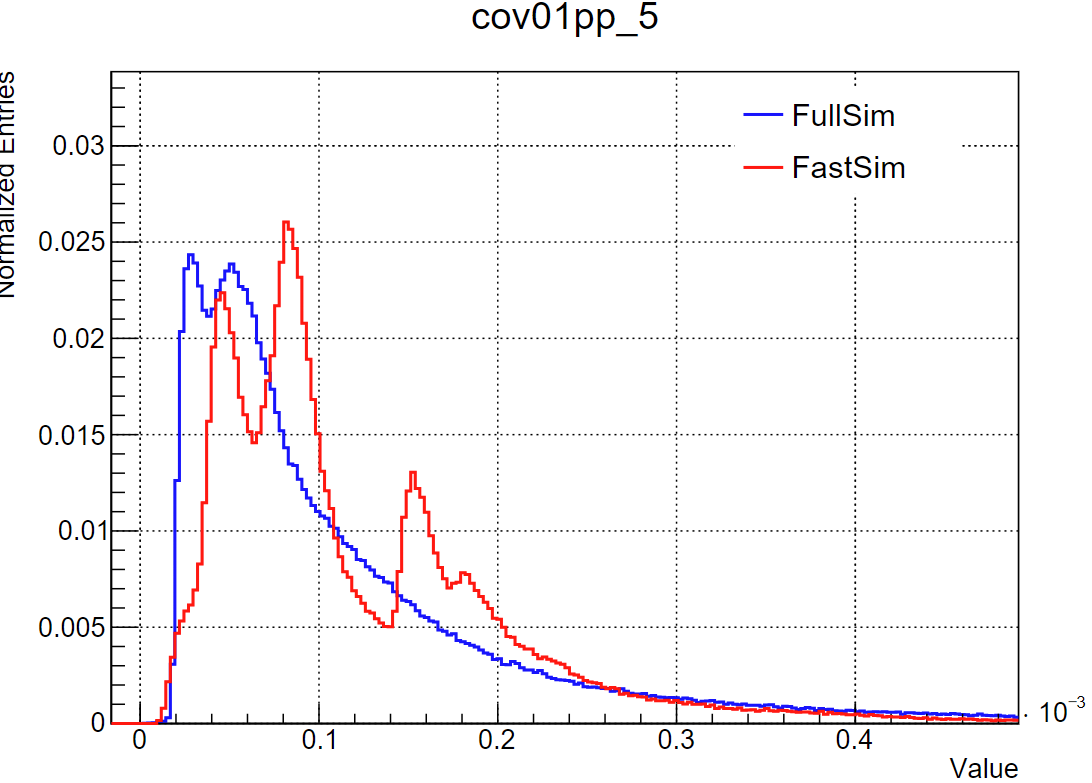 cov01pp_5
Normalized Entries
FullSim
FastSim
0.03
0.025
0.02
0.015
0.01
0.005
0
0 0.1 0.2 0.3 0.4
· 10⁻³
Value